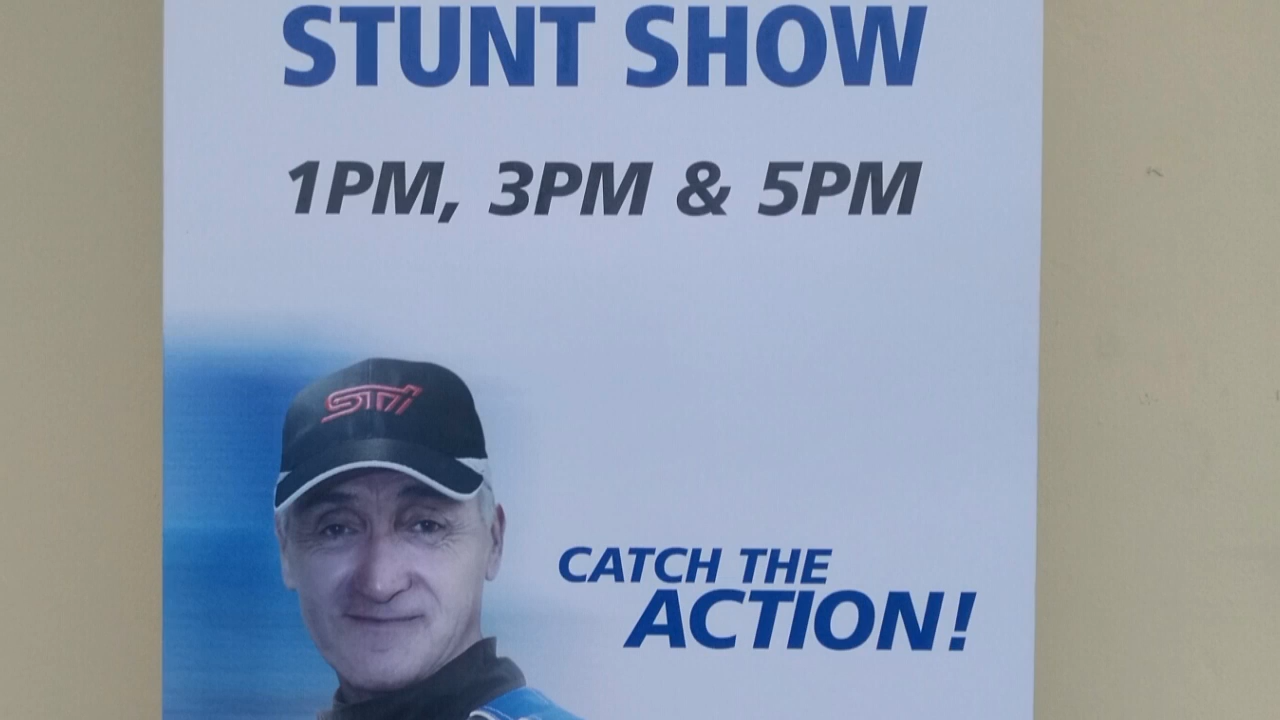 STUNT SHOW
1PM, 3PM & 5PM
STI
CATCH THE
ACTION!